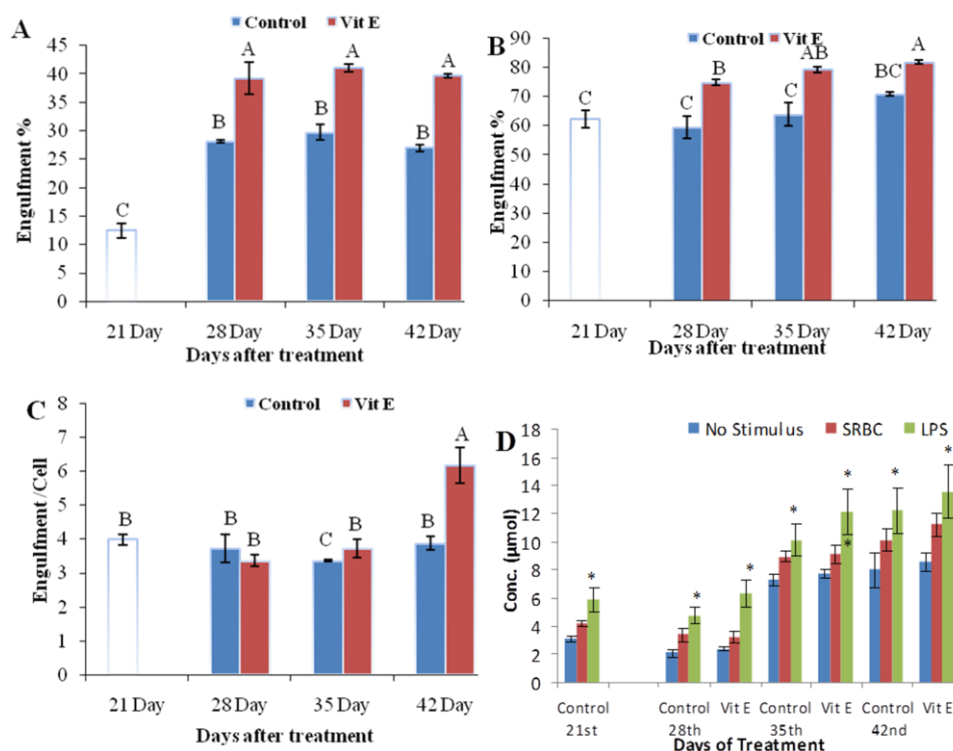 A
Control Vit E
Engulfment %
45
40
35
30
25
20
15
10
5
0
C
B
A
B
A
B
A
21 Day 28 Day 35 Day 42 Day
Days after treatment
B
Control Vit E
Engulfment %
90
80
70
60
50
40
30
20
10
0
C
C
B
C
AB
BC
A
21 Day 28 Day 35 Day 42 Day
Days after treatment
C
Control Vit E
Engulfment /Cell
8
7
6
5
4
3
2
1
0
B
B
B
C
B
B
A
21 Day 28 Day 35 Day 42 Day
Days after treatment
D
No Stimulus SRBC LPS
Conc. (µmol)
18
16
14
12
10
8
6
4
2
0
* * * * * * *
Control Control Vit E Control Vit E Control Vit E
21st 28th 35th 42nd
Days of Treatment